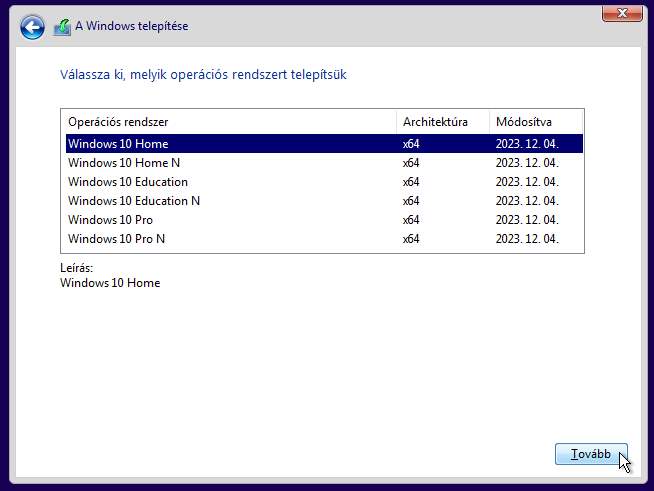 A Windows telepítése
Válassza ki, melyik operációs rendszert telepítsük
Operációs rendszer Architektúra Módosítva
Windows 10 Home x64 2023. 12. 04.
Windows 10 Home N x64 2023. 12. 04.
Windows 10 Education x64 2023. 12. 04.
Windows 10 Education N x64 2023. 12. 04.
Windows 10 Pro x64 2023. 12. 04.
Windows 10 Pro N x64 2023. 12. 04.
Leírás:
Windows 10 Home
Tovább